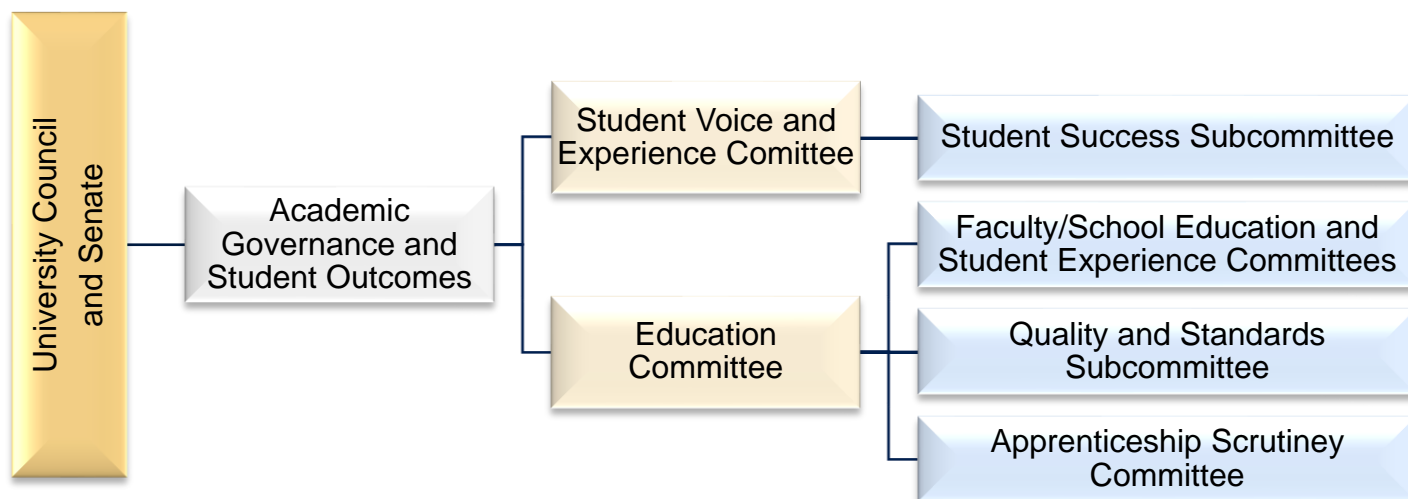 University Council
and Senate
Academic
Governance and
Student Outcomes
Student Voice and
Experience Comittee
Education
Committee
Student Success Subcommittee
Faculty/School Education and
Student Experience Committees
Quality and Standards
Subcommittee
Apprenticeship Scrutiney
Committee